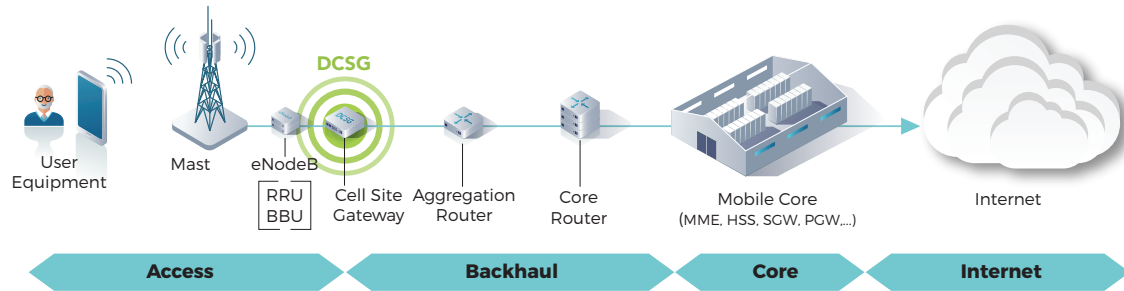 DCSG
DCSG
User
Equipment
Mast
eNodeB
RRU
BBU
Cell Site
Gateway
Aggregation
Router
Core
Router
Mobile Core
(MME, HSS, SGW, PGW,...)
Internet
Access
Backhaul
Core
Internet